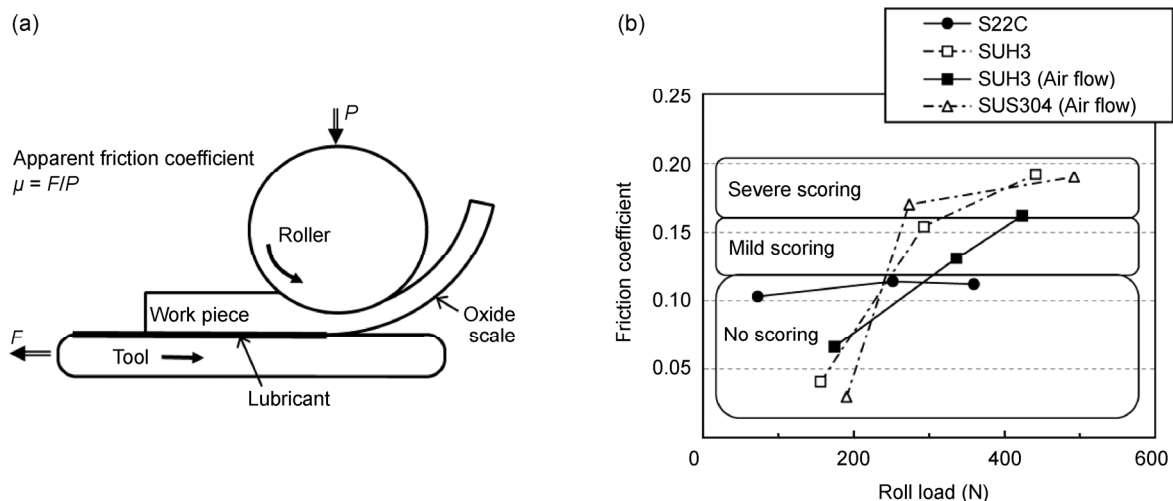 (a)
P
Apparent friction coefficient
μ = F/P
Roller
Work piece
Oxide
scale
F
Tool
Lubricant
(b)
S22C
SUH3
SUH3 (Air flow)
SUS304 (Air flow)
0.25
0.20
Severe scoring
0.15
Mild scoring
0.10
No scoring
0.05
0.00
Friction coefficient
0
200
400
600
Roll load (N)